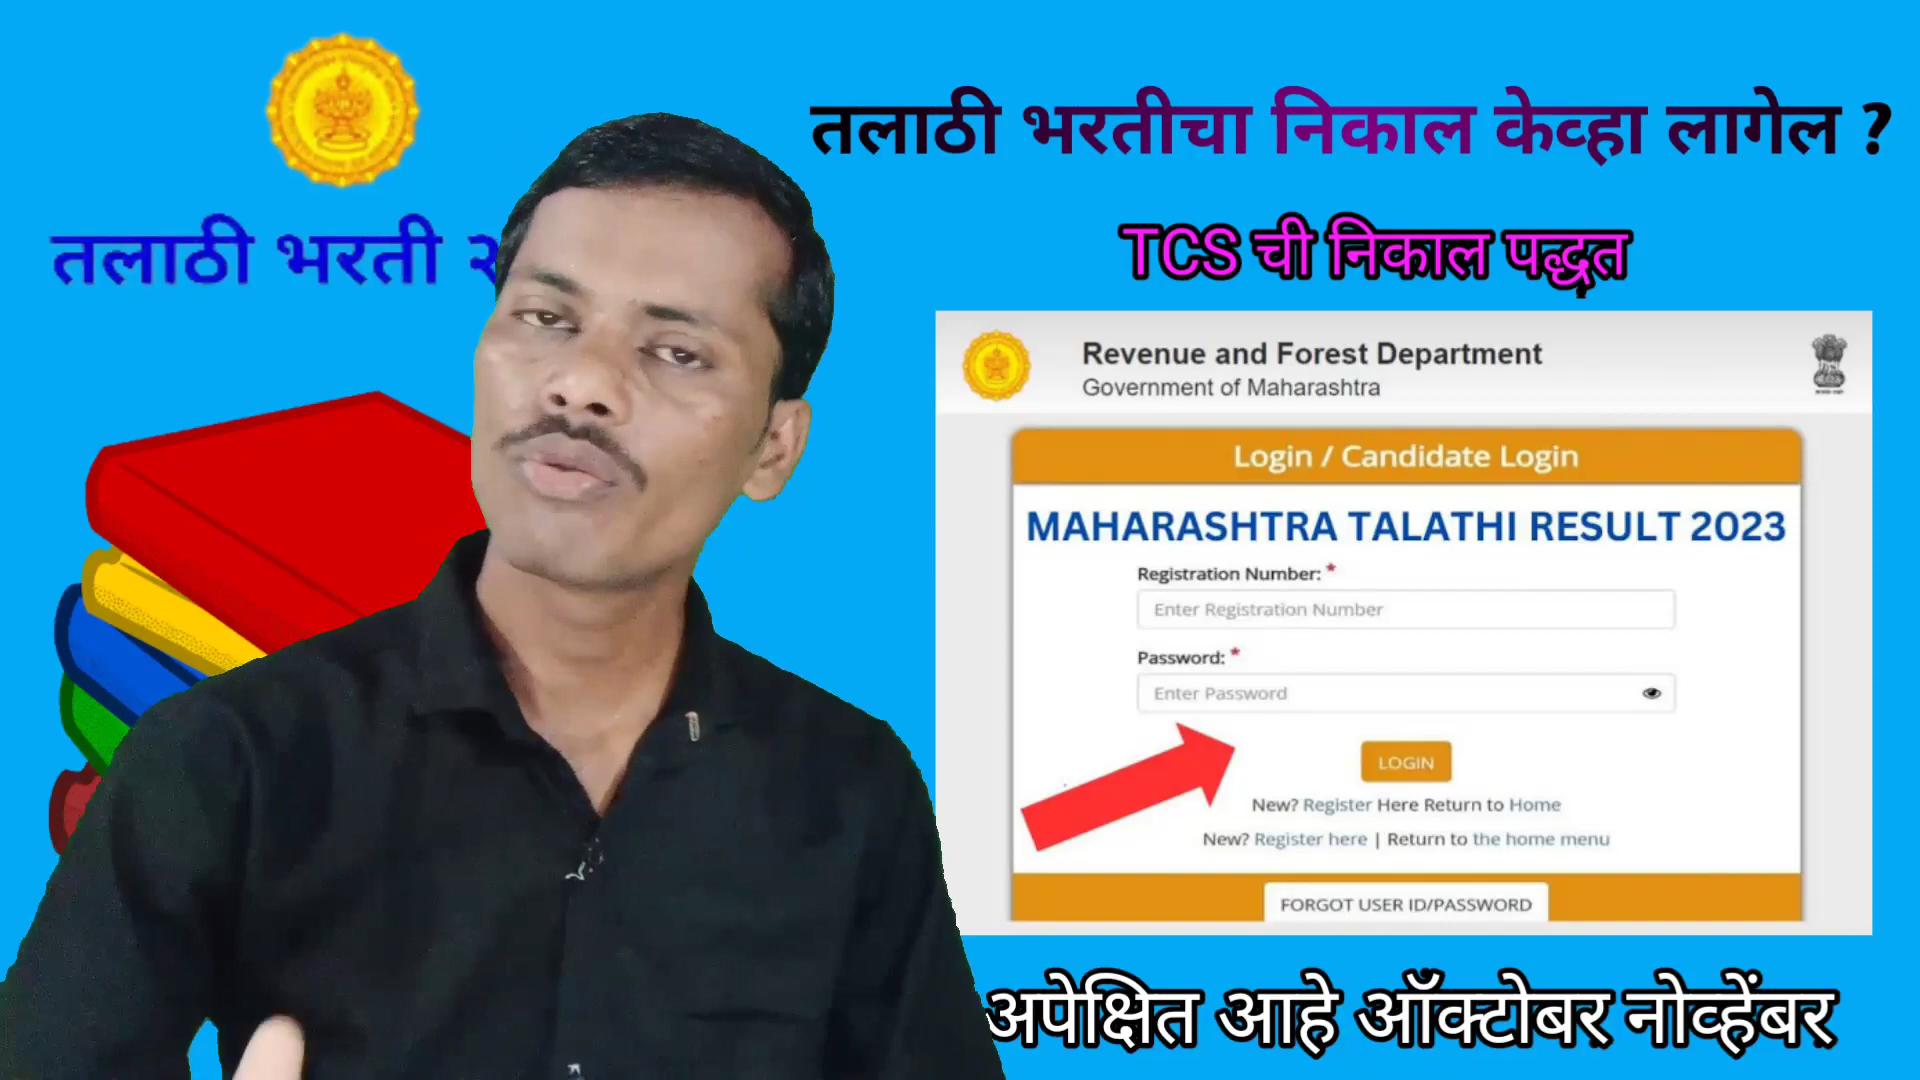 तलाठी भरतीचा निकाल केव्हा लागेल ?
TCS ची निकाल पद्धत
तलाठी भरती
Revenue and Forest Department
Government of Maharashtra
Login / Candidate Login
MAHARASHTRA TALATHI RESULT 2023
Registration Number: *
Enter Registration Number
Password: *
Enter Password
LOGIN
New? Register Here Return to Home
New? Register here | Return to the home menu
FORGOT USER ID/PASSWORD
अपेक्षित आहे ऑक्टोबर नोव्हेंबर